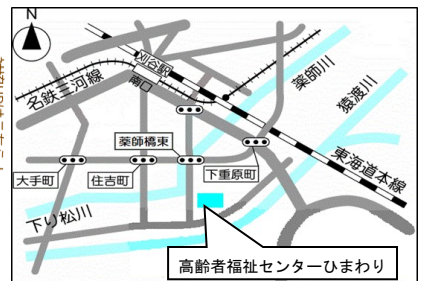 N
刈谷駅
南口
名鉄三河線
薬師川
猿渡川
東海道本線
薬師橋東
大手町
住吉町
下重原町
下り松川
高齢者福祉センターひまわり